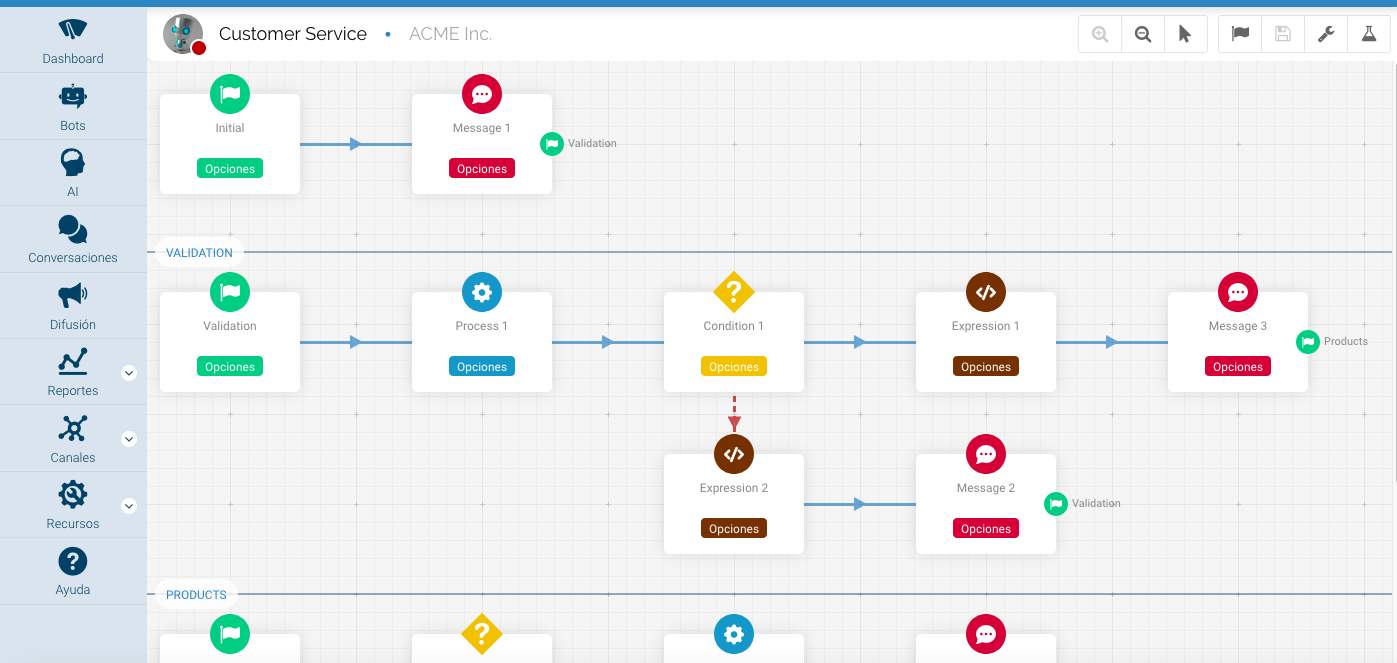 Customer Service • ACME Inc.
Dashboard
Bots
AI
Conversaciones
Difusión
Reportes
Canales
Recursos
Ayuda
Initial
Opciones
Message 1
Opciones
Validation
VALIDATION
Validation
Opciones
Process 1
Opciones
Condition 1
Opciones
Expression 1
Opciones
Message 3
Opciones
Products
Expression 2
Opciones
Message 2
Opciones
Validation
PRODUCTS